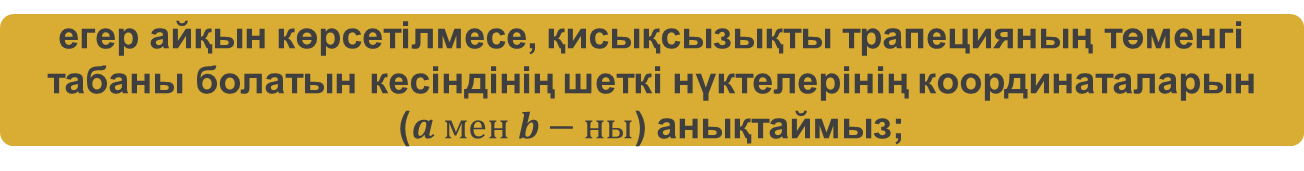 егер айқын көрсетілмесе, қисықсызықты трапецияның төменгі
табаны болатын кесіндінің шеткі нүктелерінің координаталарын
(a мен b – ны) анықтаймыз;